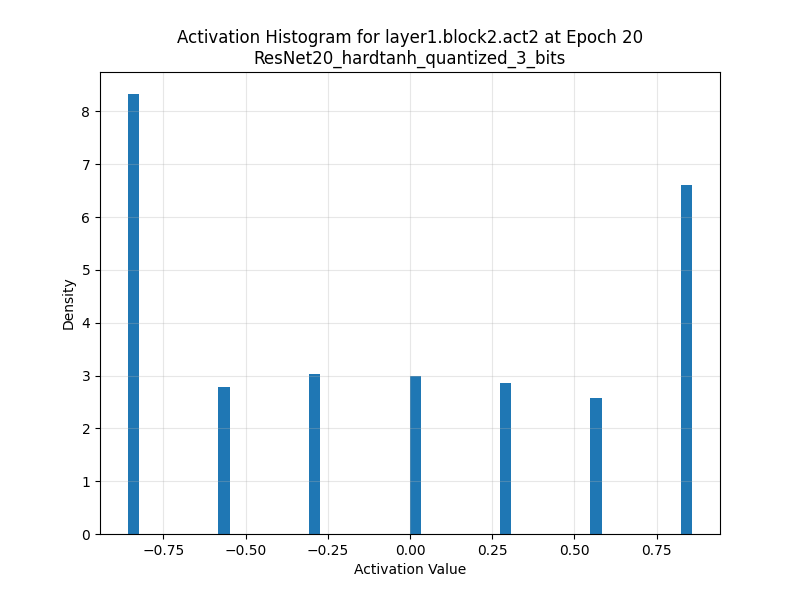 Activation Histogram for layer1.block2.act2 at Epoch 20
ResNet20_hardtanh_quantized_3_bits
Density
8
7
6
5
4
3
2
1
0
−0.75 −0.50 −0.25 0.00 0.25 0.50 0.75
Activation Value